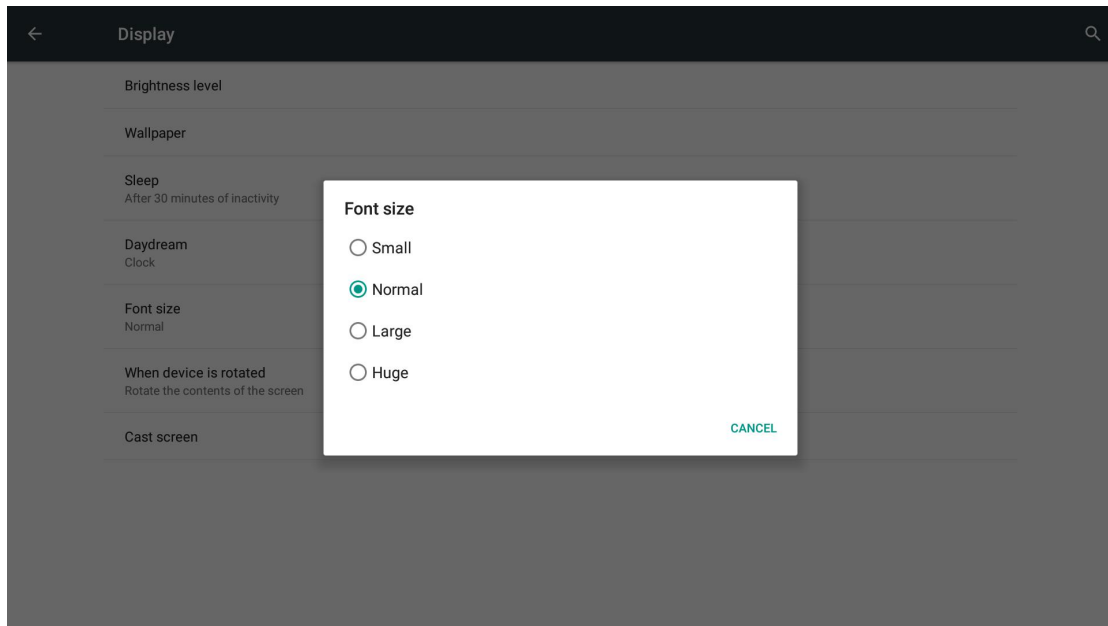 Display
Brightness level
Wallpaper
Sleep
After 30 minutes of inactivity
Daydream
Clock
Font size
Normal
When device is rotated
Rotate the contents of the screen
Cast screen
Font size
Small
Normal
Large
Huge
CANCEL